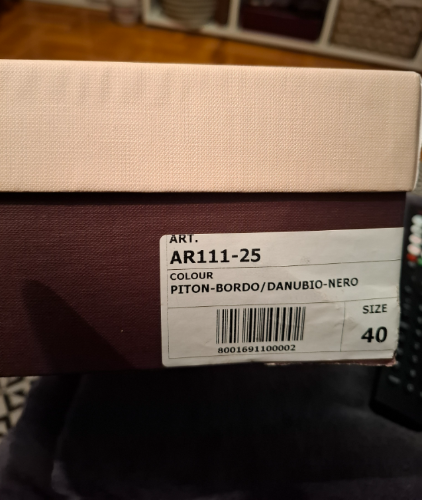 ART.
AR111-25
COLOUR
PITON-BORDO/DANUBIO-NERO
SIZE
40
8001691100002